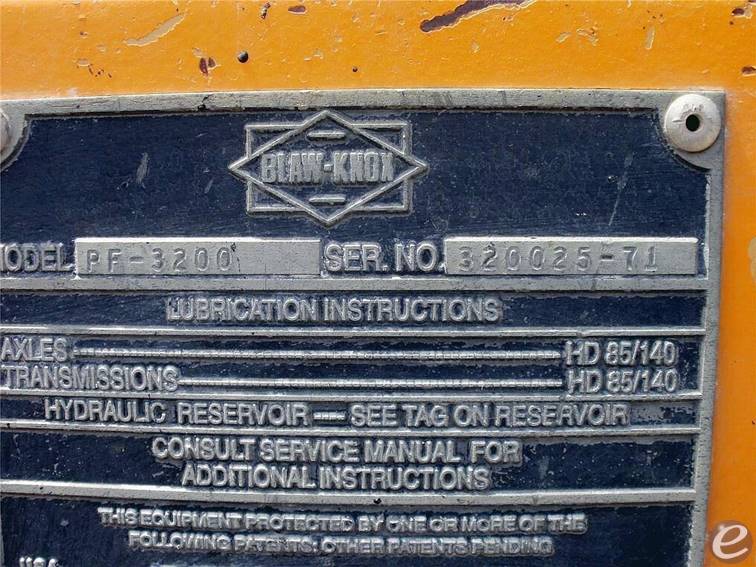 BLAW-KNOX
MODEL PF-3200 SER. NO. 320025-71
LUBRICATION INSTRUCTIONS
AXLES HD 85/140
TRANSMISSIONS HD 85/140
HYDRAULIC RESERVOIR — SEE TAG ON RESERVOIR
CONSULT SERVICE MANUAL FOR
ADDITIONAL INSTRUCTIONS
THIS EQUIPMENT PROTECTED BY ONE OR MORE OF THE
FOLLOWING PATENTS: OTHER PATENTS PENDING
USA
e